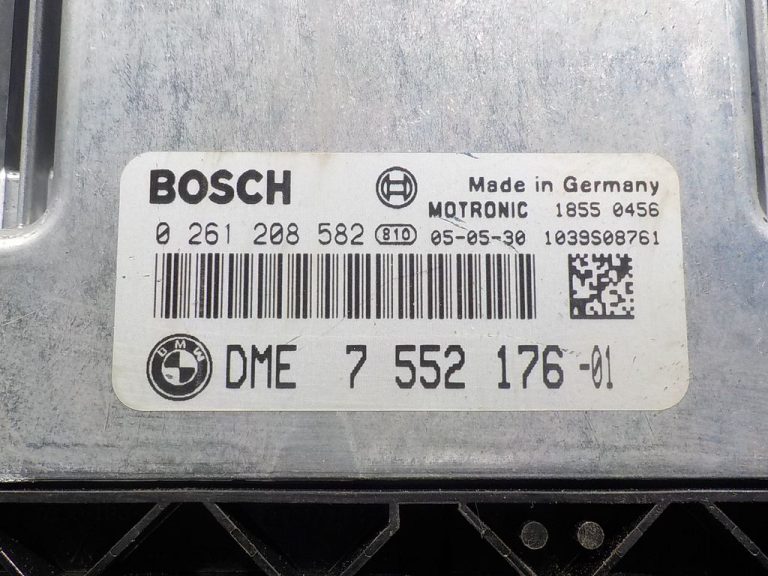 BOSCH Made in Germany
MOTRONIC 1855 0456
0 261 208 582 810 05-05-30 1039S08761
BMW DME 7 552 176-01